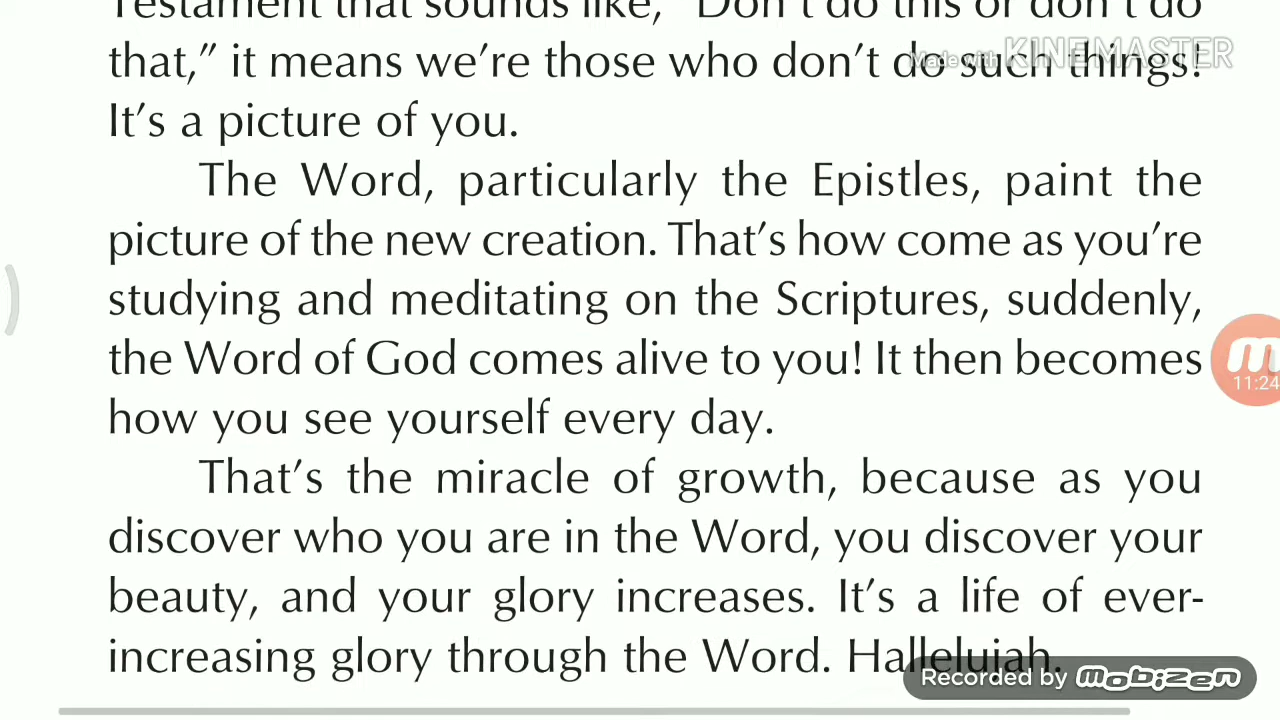 Testament that sounds like, "Don't do this or don't do
that," it means we're those who don't do such things!
Made with KINEMASTER
It's a picture of you.
The Word, particularly the Epistles, paint the
picture of the new creation. That's how come as you're
studying and meditating on the Scriptures, suddenly,
the Word of God comes alive to you! It then becomes
11:24
how you see yourself every day.
That's the miracle of growth, because as you
discover who you are in the Word, you discover your
beauty, and your glory increases. It's a life of ever-
increasing glory through the Word. Hallelujah.
Recorded by mobizen